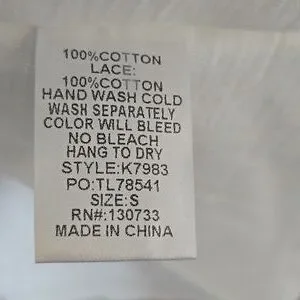 100%COTTON
LACE:
100%COTTON
HAND WASH COLD
WASH SEPARATELY
COLOR WILL BLEED
NO BLEACH
HANG TO DRY
STYLE:K7983
PO:TL78541
SIZE:S
RN#:130733
MADE IN CHINA